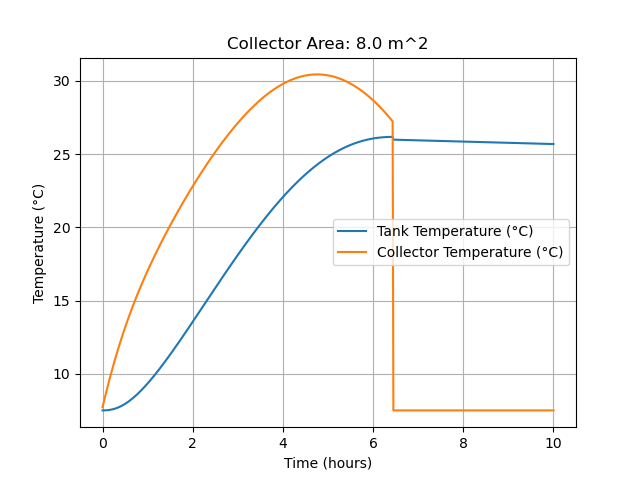 Collector Area: 8.0 m^2
Temperature (°C)
30
25
20
15
10
Tank Temperature (°C)
Collector Temperature (°C)
0
2
4
6
8
10
Time (hours)